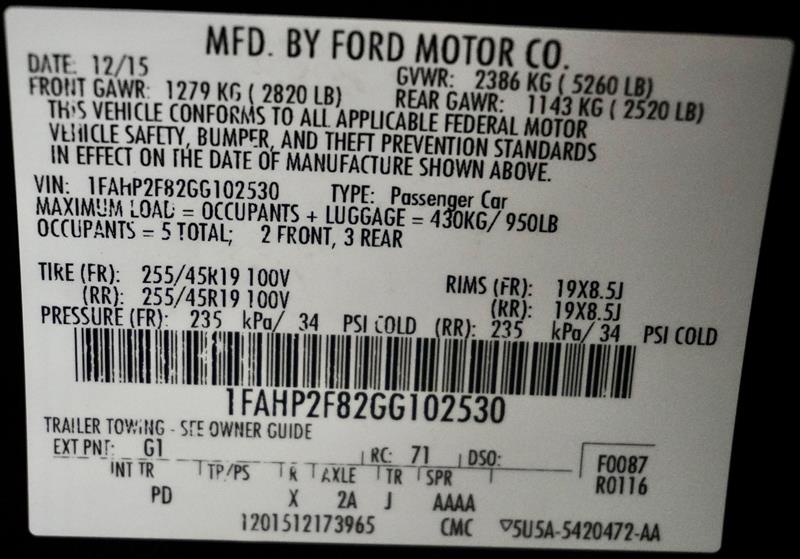 MFD. BY FORD MOTOR CO.
DATE: 12/15 GVWR: 2386 KG ( 5260 LB)
FRONT GAWR: 1279 KG ( 2820 LB) REAR GAWR: 1143 KG ( 2520 LB)
THIS VEHICLE CONFORMS TO ALL APPLICABLE FEDERAL MOTOR
VEHICLE SAFETY, BUMPER, AND THEFT PREVENTION STANDARDS
IN EFFECT ON THE DATE OF MANUFACTURE SHOWN ABOVE.
VIN: 1FAHP2F82GG102530 TYPE: Passenger Car
MAXIMUM LOAD = OCCUPANTS + LUGGAGE = 430KG/ 950LB
OCCUPANTS = 5 TOTAL; 2 FRONT, 3 REAR
TIRE (FR): 255/45R19 100V RIMS (FR): 19X8.5J
(RR): 255/45R19 100V (RR): 19X8.5J
PRESSURE (FR): 235 kPa/ 34 PSI COLD (RR): 235 kPa/ 34 PSI COLD
1FAHP2F82GG102530
TRAILER TOWING - SEE OWNER GUIDE
EXT PNT: G1 RC: 71 DSO: F0087
INT TR TP/PS R AXLE TR SPR R0116
PD X 2A J AAAA
1201512173965 CMC ▽5U5A-5420472-AA